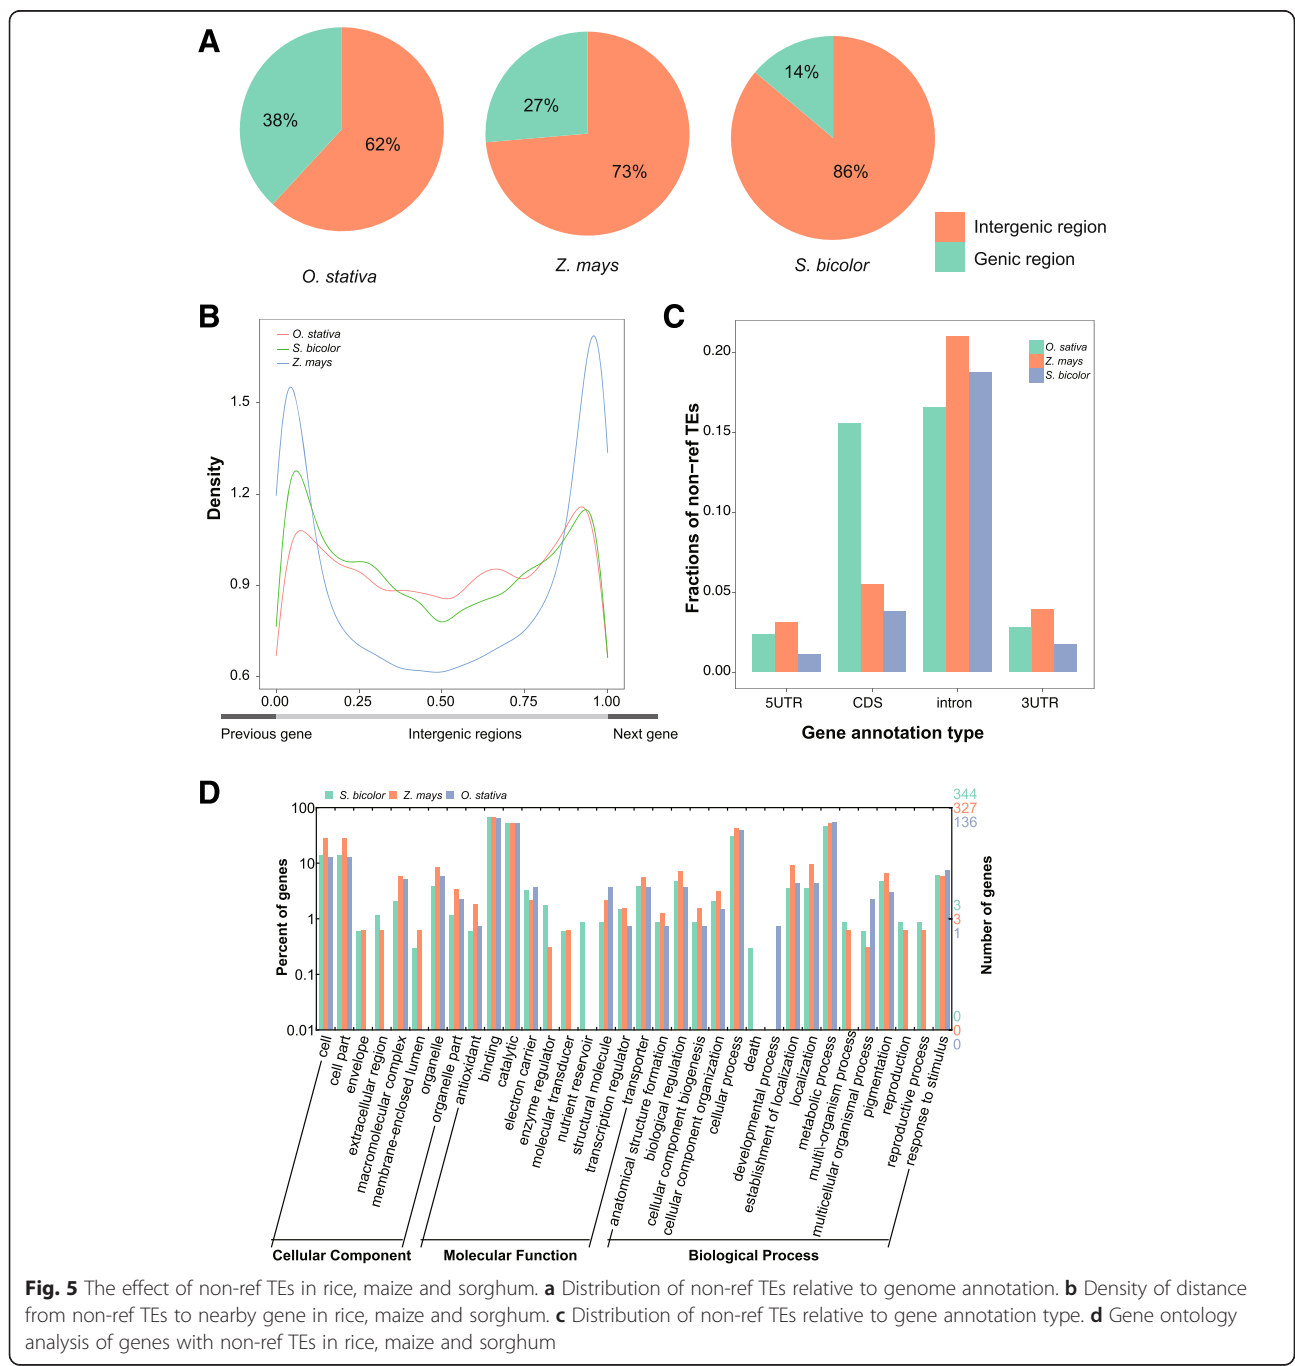 A
38%
62%
27%
73%
14%
86%
Intergenic region
Genic region
O. stativa
Z. mays
S. bicolor
B
O. stativa
S. bicolor
Z. mays
Density
1.5
1.2
0.9
0.6
0.00
0.25
0.50
0.75
1.00
Previous gene
Intergenic regions
Next gene
C
O. sativa
Z. mays
S. bicolor
Fractions of non−ref TEs
0.20
0.15
0.10
0.05
0.00
5UTR
CDS
intron
3UTR
Gene annotation type
D
S. bicolor
Z. mays
O. stativa
Percent of genes
100
10
1
0.1
0.01
344
327
136
3
3
1
0
0
0
Number of genes
cell
cell part
envelope
extracellular region
macromolecular complex
membrane-enclosed lumen
organelle
organelle part
antioxidant
binding
catalytic
electron carrier
enzyme regulator
molecular transducer
nutrient reservoir
structural molecule
transcription regulator
transporter
anatomical structure formation
biological regulation
cellular component biogenesis
cellular component organization
cellular process
death
developmental process
establishment of localization
localization
metabolic process
multi\-organism process
multicellular organismal process
pigmentation
reproduction
reproductive process
response to stimulus
Cellular Component
Molecular Function
Biological Process
Fig. 5 The effect of non-ref TEs in rice, maize and sorghum. a Distribution of non-ref TEs relative to genome annotation. b Density of distance
from non-ref TEs to nearby gene in rice, maize and sorghum. c Distribution of non-ref TEs relative to gene annotation type. d Gene ontology
analysis of genes with non-ref TEs in rice, maize and sorghum